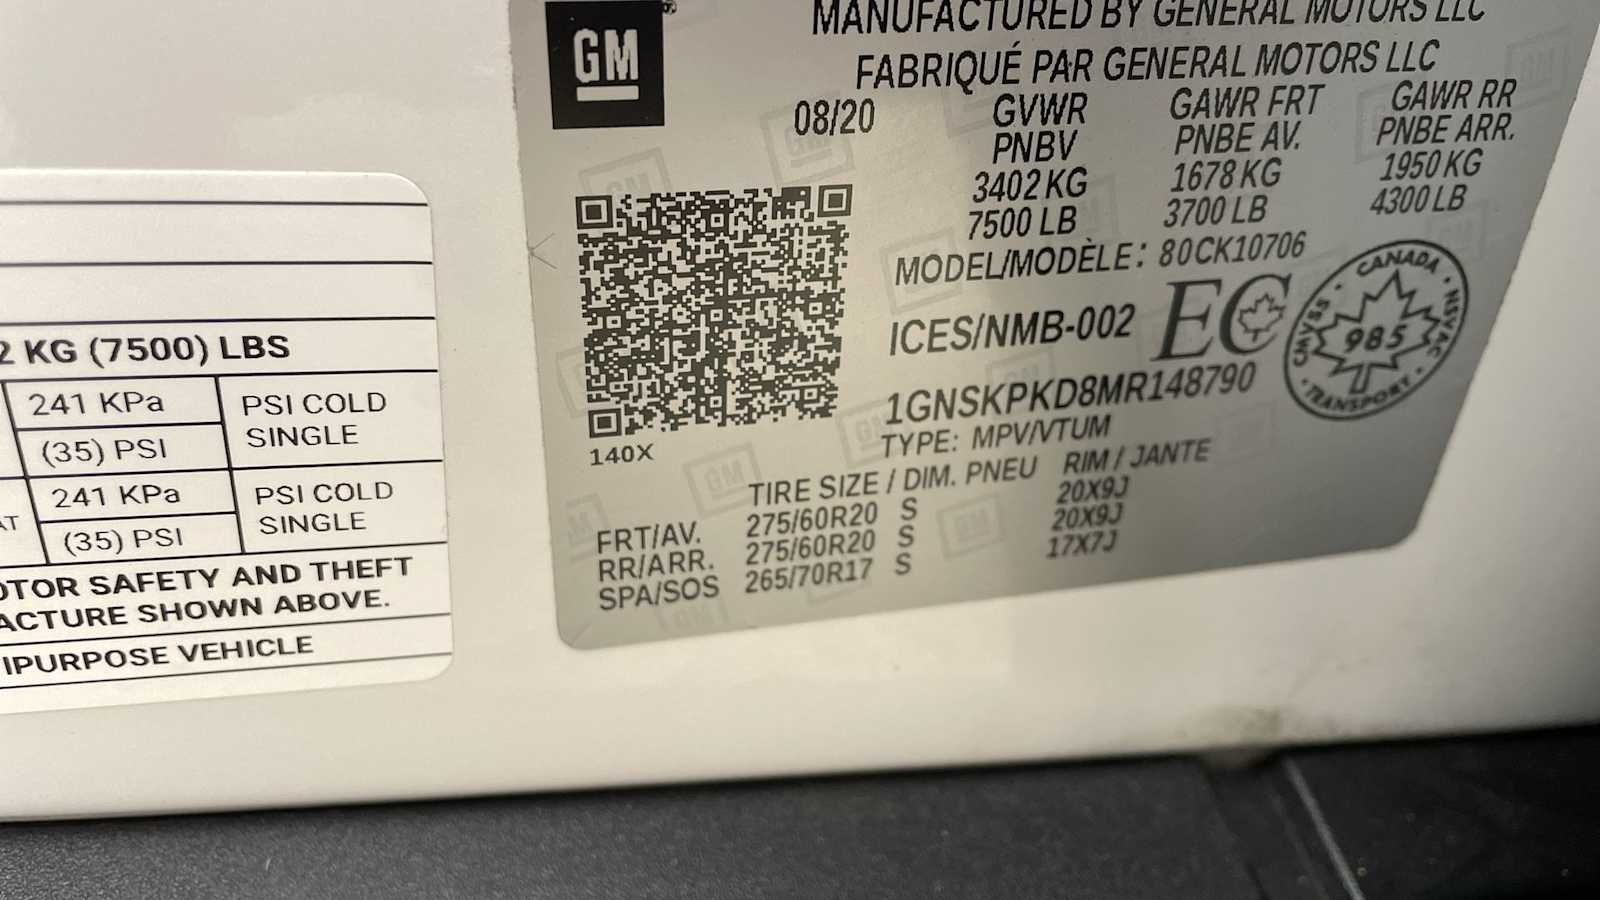 2 KG (7500) LBS
241 KPa
(35) PSI
PSI COLD
SINGLE
241 KPa
(35) PSI
PSI COLD
SINGLE
AT
OTOR SAFETY AND THEFT
ACTURE SHOWN ABOVE.
IPURPOSE VEHICLE
GM
®
MANUFACTURED BY GENERAL MOTORS LLC
FABRIQUÉ PAR GENERAL MOTORS LLC
08/20
GVWR
PNBV
3402 KG
7500 LB
GAWR FRT
PNBE AV.
1678 KG
3700 LB
GAWR RR
PNBE ARR.
1950 KG
4300 LB
MODEL/MODÈLE: 80CK10706
ICES/NMB-002
EC
CANADA
CMVSS · NSVAC
985
TRANSPORT
1GNSKPKD8MR148790
TYPE: MPV/VTUM
140X
TIRE SIZE / DIM. PNEU RIM / JANTE
FRT/AV. 275/60R20 S 20X9J
RR/ARR. 275/60R20 S 20X9J
SPA/SOS 265/70R17 S 17X7J